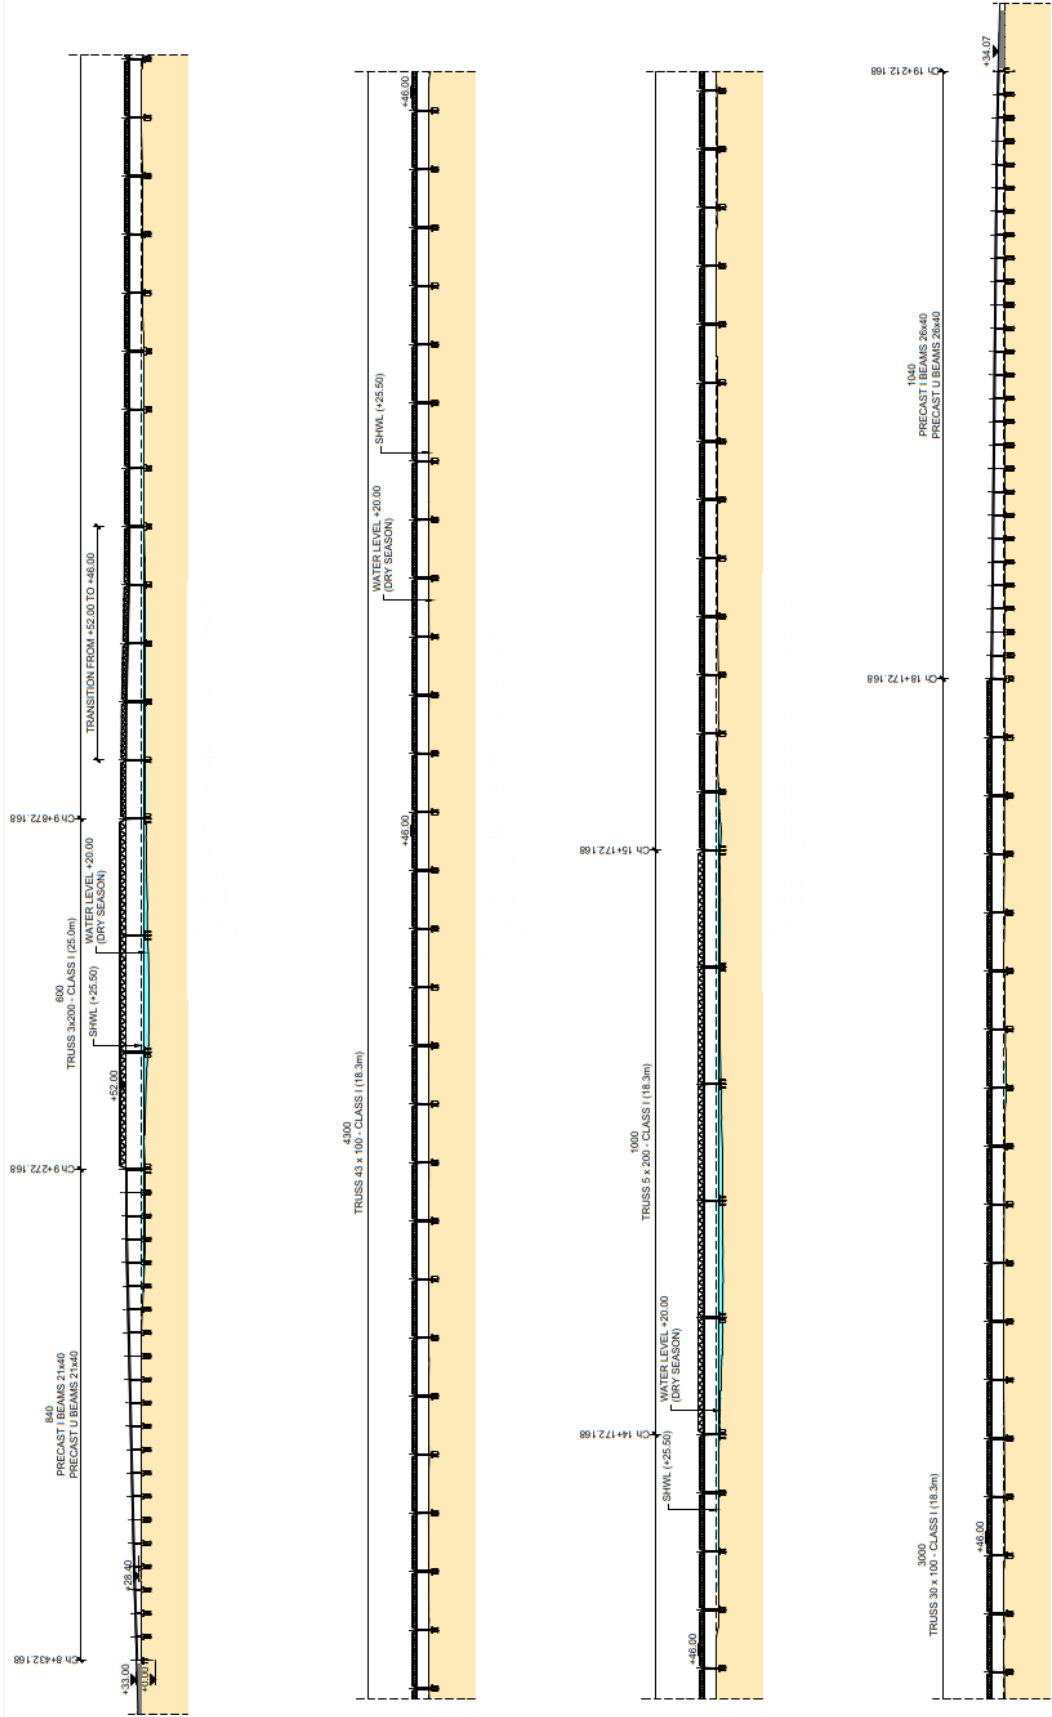 Ch 8+432.168
+33.00
+0.00
+28.40
840
PRECAST I BEAMS 21x40
PRECAST U BEAMS 21x40
Ch 9+272.168
+52.00
600
TRUSS 3x200 - CLASS I (25.0m)
SHWL (+25.50)
WATER LEVEL +20.00
(DRY SEASON)
Ch 9+872.168
TRANSITION FROM +52.00 TO +46.00
4300
TRUSS 43 x 100 - CLASS I (18.3m)
+46.00
WATER LEVEL +20.00
(DRY SEASON)
SHWL (+25.50)
+46.00
+46.00
SHWL (+25.50)
Ch 14+172.168
WATER LEVEL +20.00
(DRY SEASON)
1000
TRUSS 5 x 200 - CLASS I (18.3m)
Ch 15+172.168
3000
TRUSS 30 x 100 - CLASS I (18.3m)
+46.00
Ch 18+172.168
1040
PRECAST I BEAMS 26x40
PRECAST U BEAMS 26x40
Ch 19+212.168
+34.07